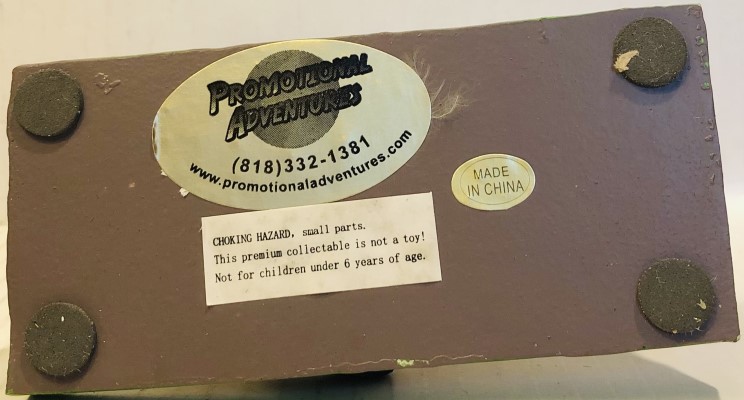 PROMOTIONAL
ADVENTURES
(818)332-1381
www.promotionaladventures.com
MADE
IN CHINA
CHOKING HAZARD, small parts.
This premium collectable is not a toy!
Not for children under 6 years of age.